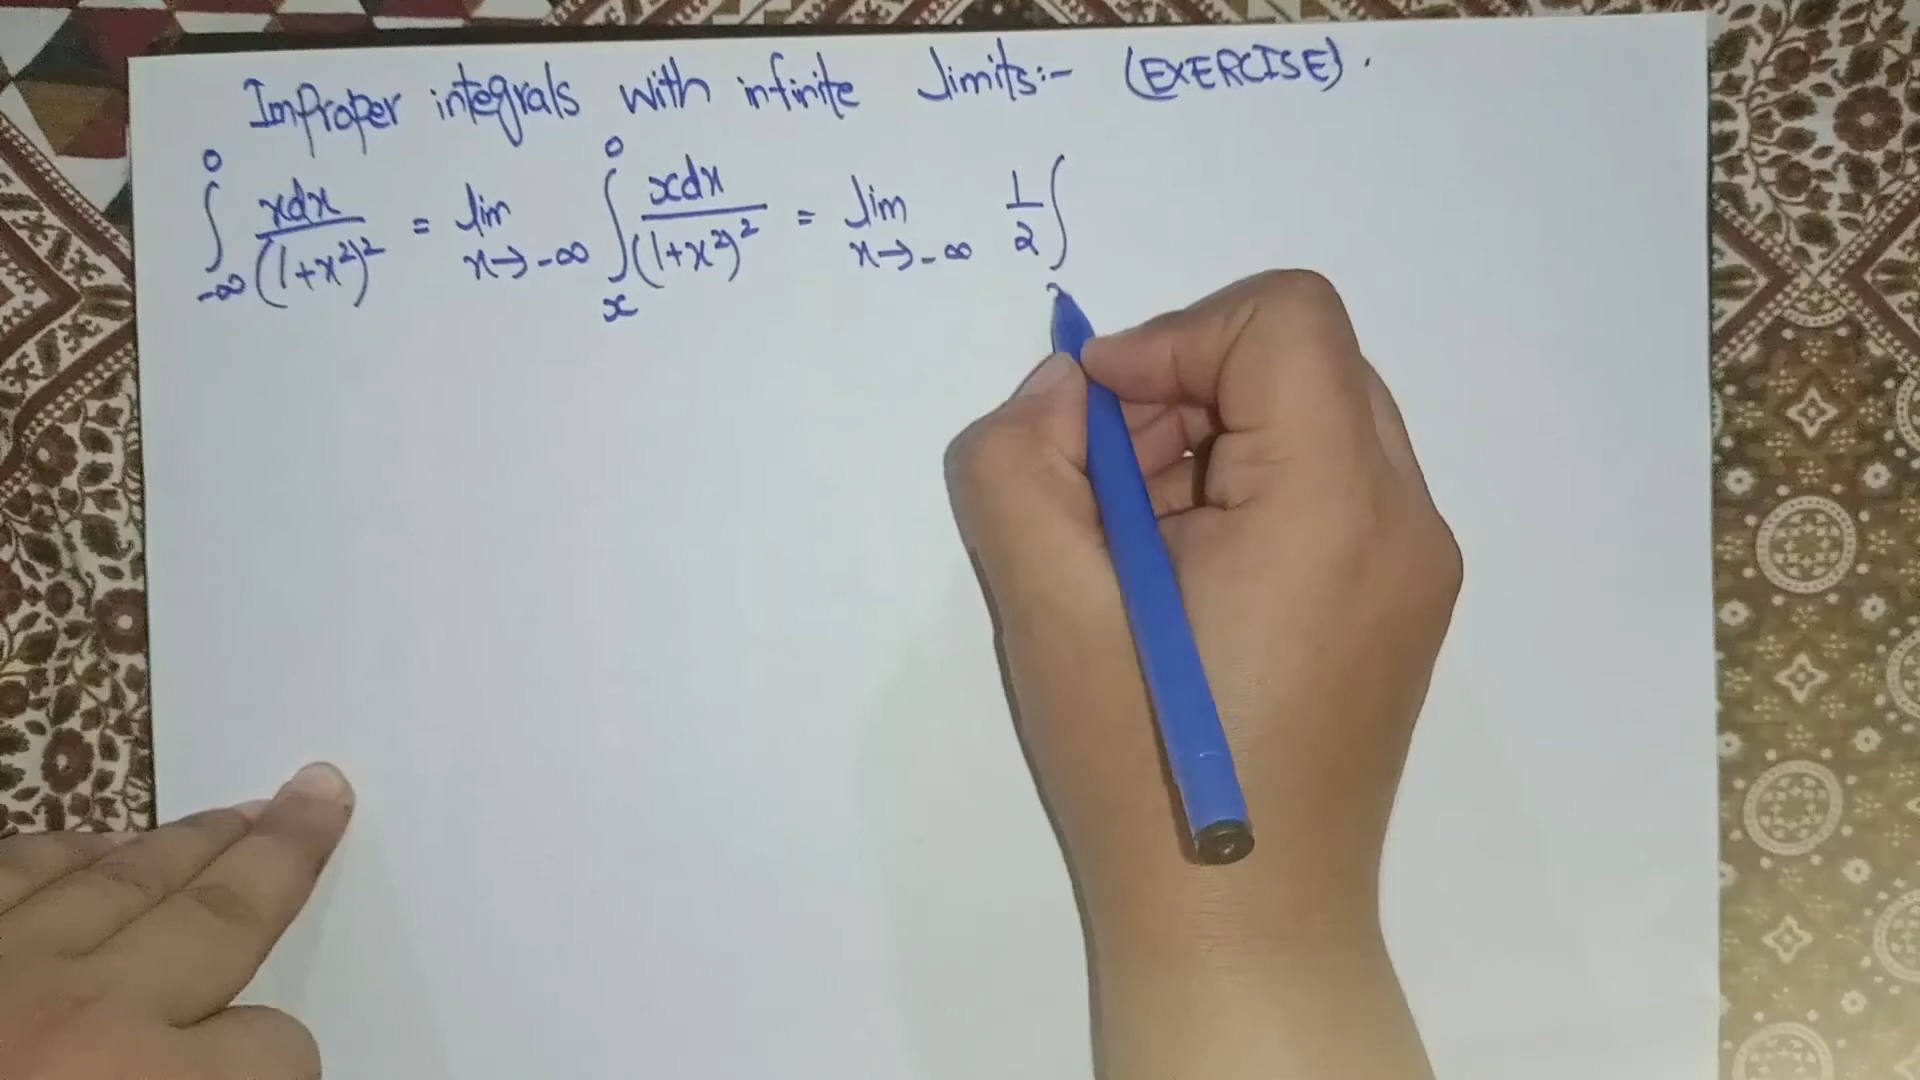 Improper integrals with infinite limits:- (EXERCISE).
∫_{-∞}^{0} xdx/(1+x²)² = lim_{x→-∞} ∫_{x}^{0} xdx/(1+x²)² = lim_{x→-∞} 1/2 ∫